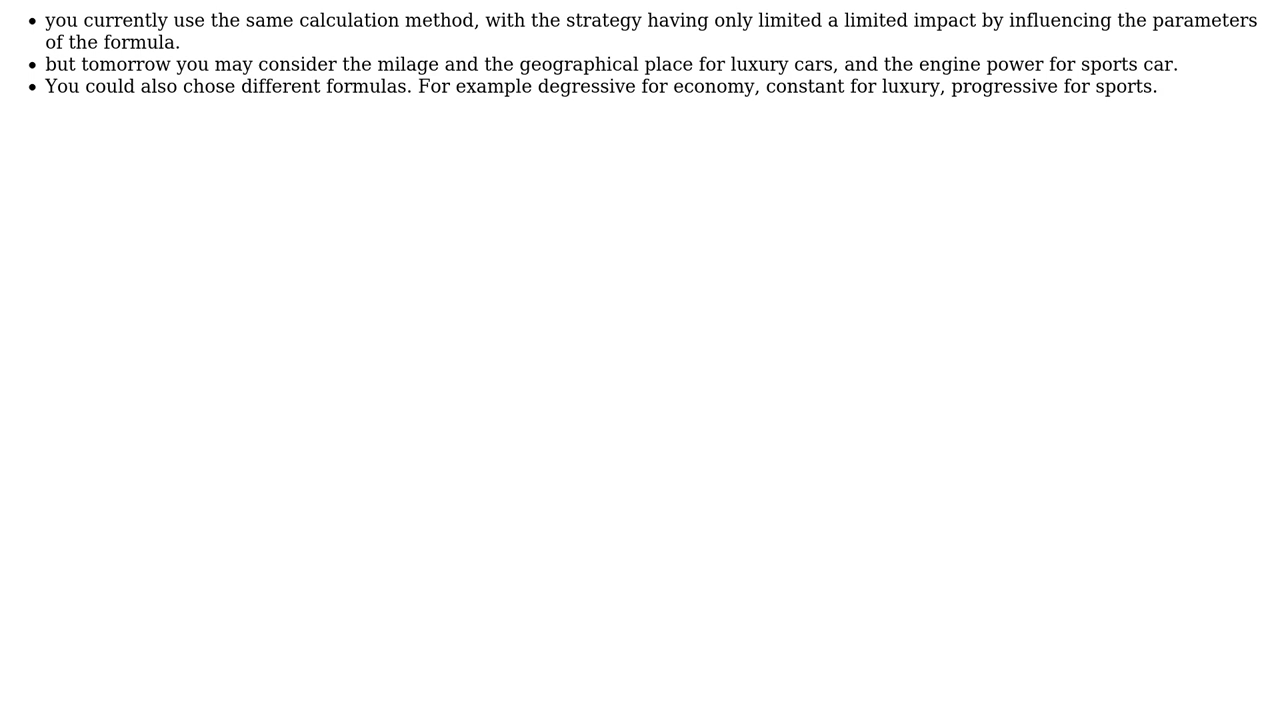 • you currently use the same calculation method, with the strategy having only limited a limited impact by influencing the parameters
of the formula.
• but tomorrow you may consider the milage and the geographical place for luxury cars, and the engine power for sports car.
• You could also chose different formulas. For example degressive for economy, constant for luxury, progressive for sports.